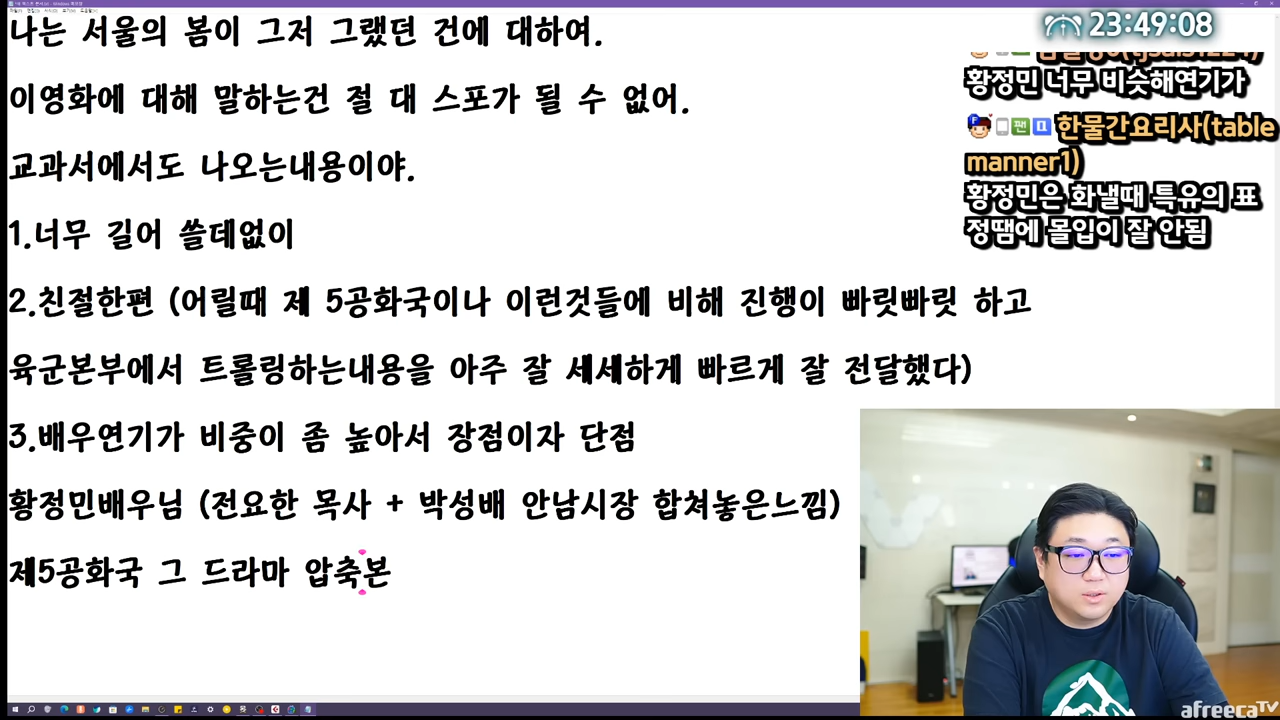 나는 서울의 봄이 그저 그랬던 건에 대하여.
이영화에 대해 말하는건 절 대 스포가 될 수 없어.
교과서에서도 나오는내용이야.
1.너무 길어 쓸데없이
2.친절한편 (어릴때 제 5공화국이나 이런것들에 비해 진행이 빠릿빠릿 하고
육군본부에서 트롤링하는내용을 아주 잘 세세하게 빠르게 잘 전달했다)
3.배우연기가 비중이 좀 높아서 장점이자 단점
황정민배우님 (전요한 목사 + 박성배 안남시장 합쳐놓은느낌)
제5공화국 그 드라마 압축본
23:49:08
황정민 너무 비슷해연기가
한물간요리사(table
manner1)
황정민은 화낼때 특유의 표
정땜에 몰입이 잘 안됨
afreecaTV